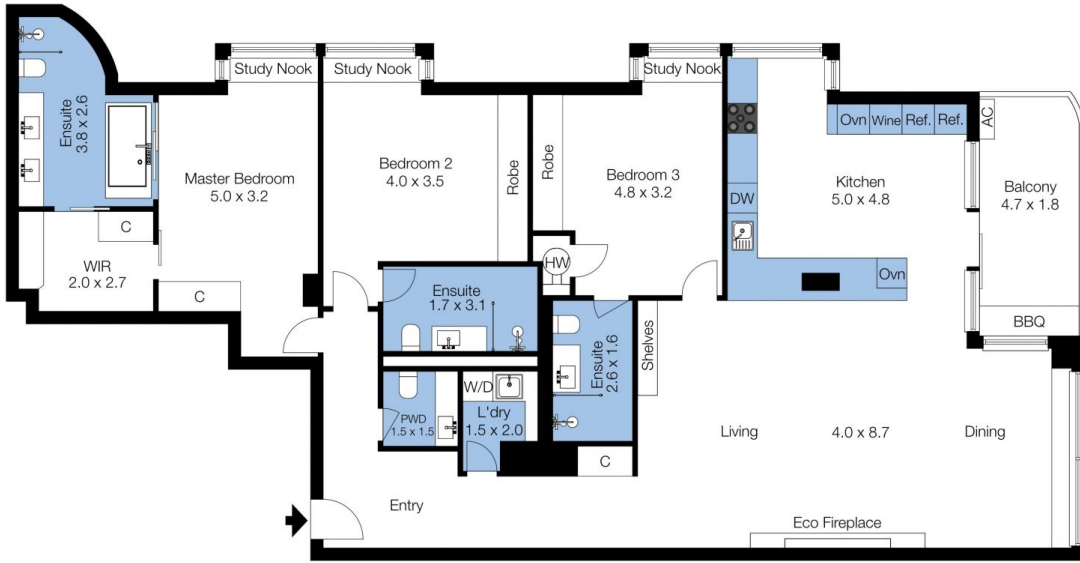 Study Nook
Study Nook
Study Nook
Ensuite
3.8 x 2.6
Master Bedroom
5.0 x 3.2
Bedroom 2
4.0 x 3.5
Robe
Robe
Bedroom 3
4.8 x 3.2
Ovn
Wine
Ref.
Ref.
AC
Kitchen
5.0 x 4.8
DW
Balcony
4.7 x 1.8
C
WIR
2.0 x 2.7
C
HW
Ovn
Ensuite
1.7 x 3.1
BBQ
Ensuite
2.6 x 1.6
Shelves
W/D
PWD
1.5 x 1.5
L'dry
1.5 x 2.0
Living
4.0 x 8.7
Dining
C
Entry
Eco Fireplace